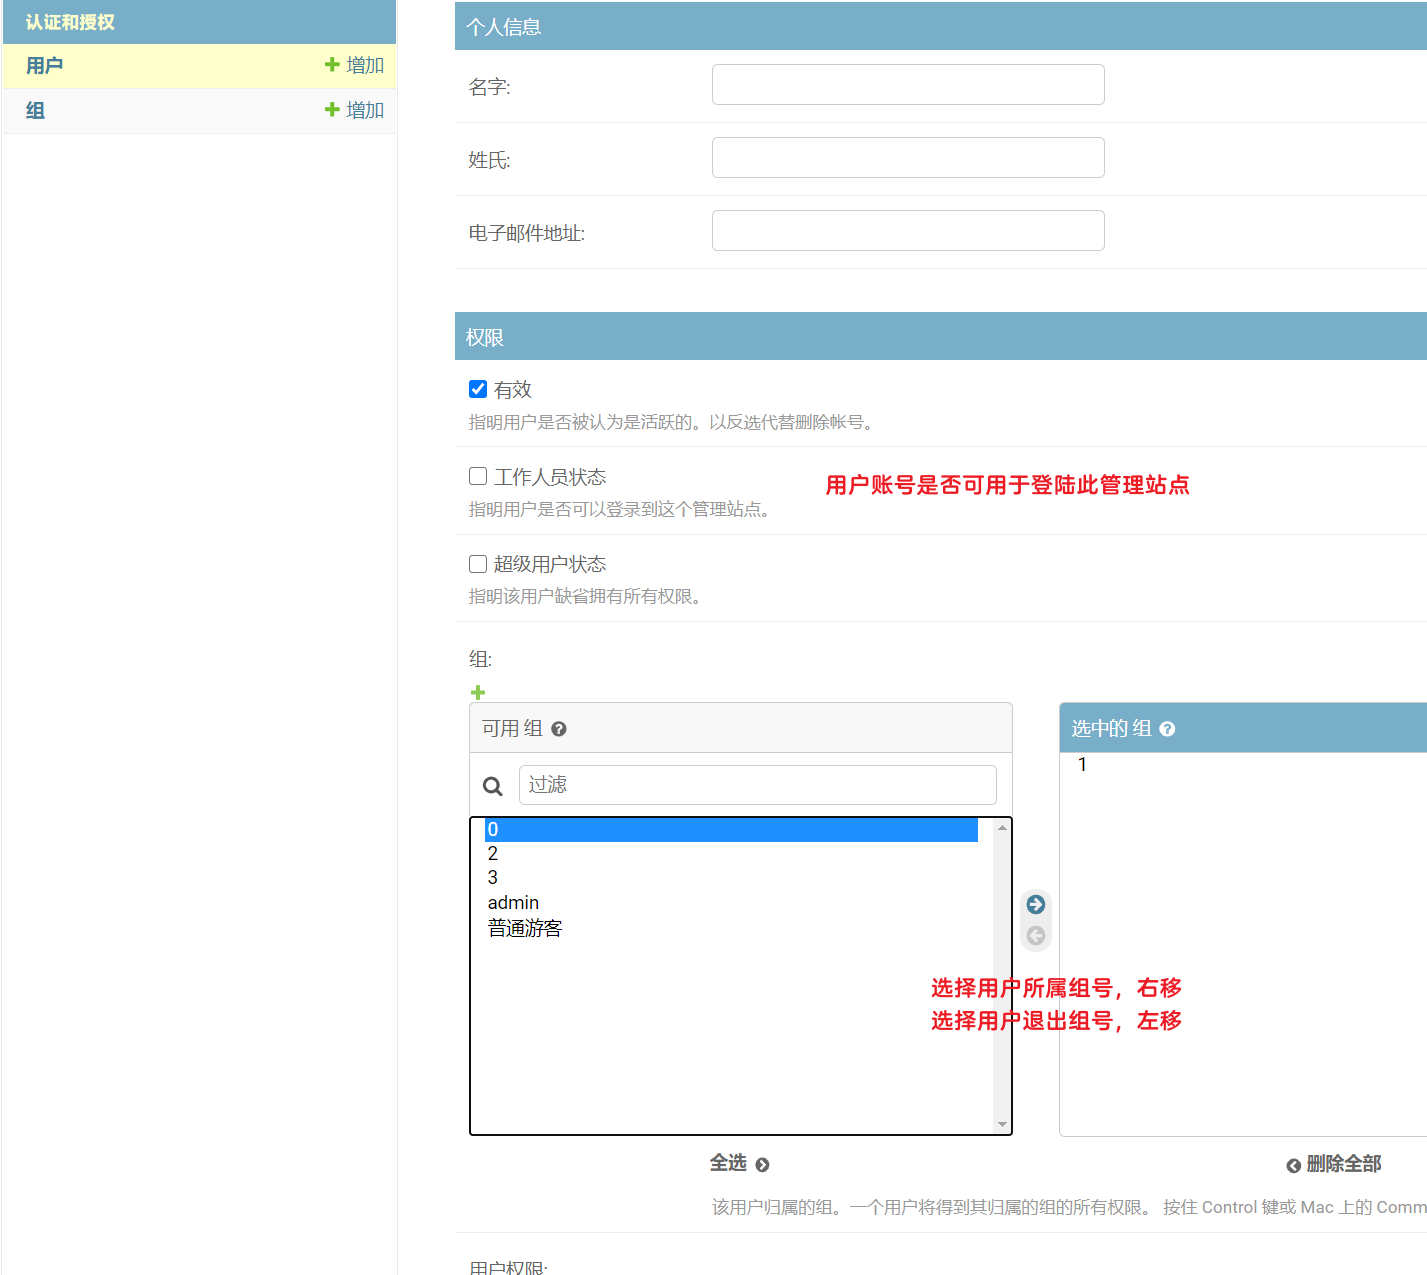 认证和授权
用户 增加
组 增加
个人信息
名字:
姓氏:
电子邮件地址:
权限
有效
指明用户是否被认为是活跃的。以反选代替删除帐号。
工作人员状态
用户账号是否可用于登陆此管理站点
指明用户是否可以登录到这个管理站点。
超级用户状态
指明该用户缺省拥有所有权限。
组:
可用 组
过滤
0
2
3
admin
普通游客
选中的 组
1
选择用户所属组号，右移
选择用户退出组号，左移
全选
删除全部
该用户归属的组。一个用户将得到其归属的组的所有权限。 按住 Control 键或 Mac 上的 Comm
用户权限: